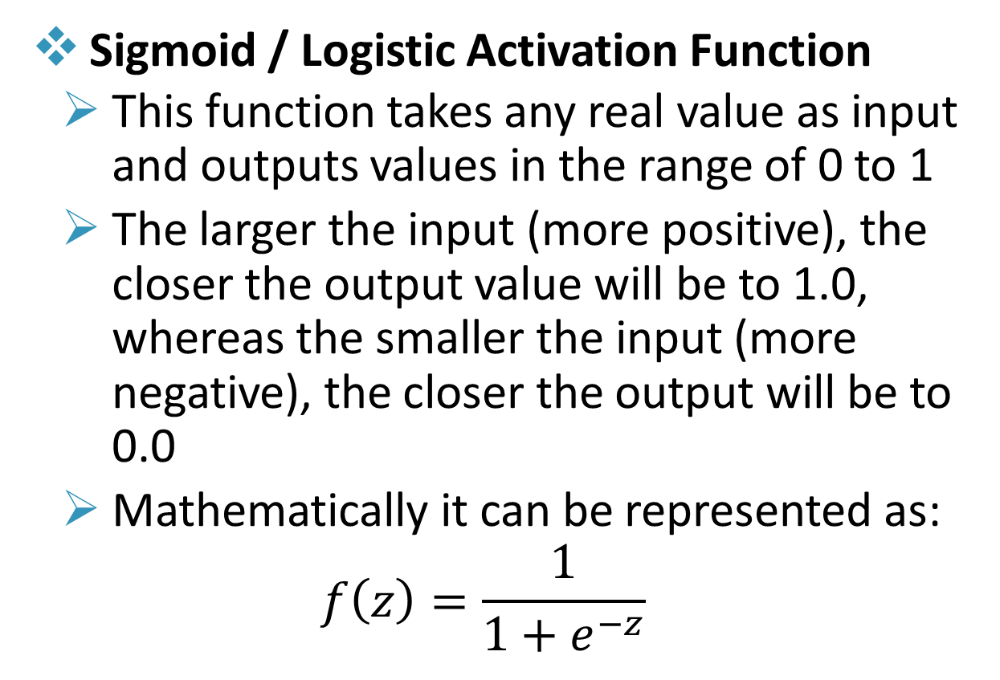 ❖ Sigmoid / Logistic Activation Function
➢ This function takes any real value as input
and outputs values in the range of 0 to 1
➢ The larger the input (more positive), the
closer the output value will be to 1.0,
whereas the smaller the input (more
negative), the closer the output will be to
0.0
➢ Mathematically it can be represented as:
f(z) = 1 / (1 + e^{-z})